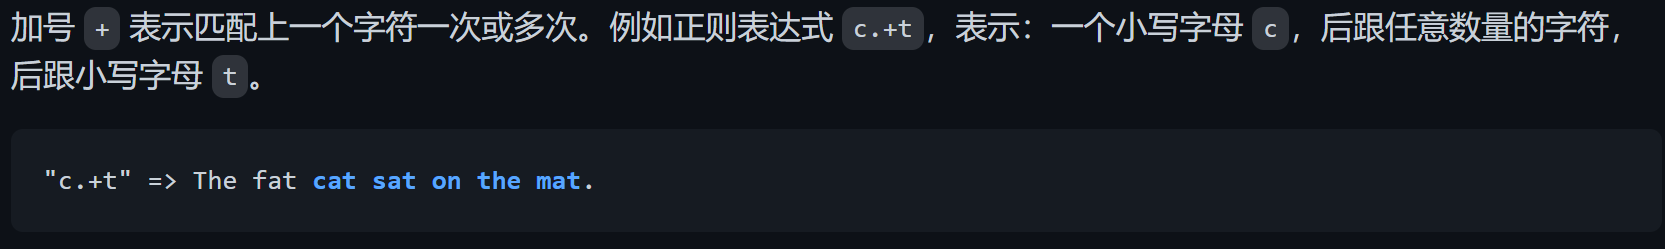 加号 + 表示匹配上一个字符一次或多次。例如正则表达式 c.+t，表示：一个小写字母 c，后跟任意数量的字符，
后跟小写字母 t。
"c.+t" => The fat cat sat on the mat.